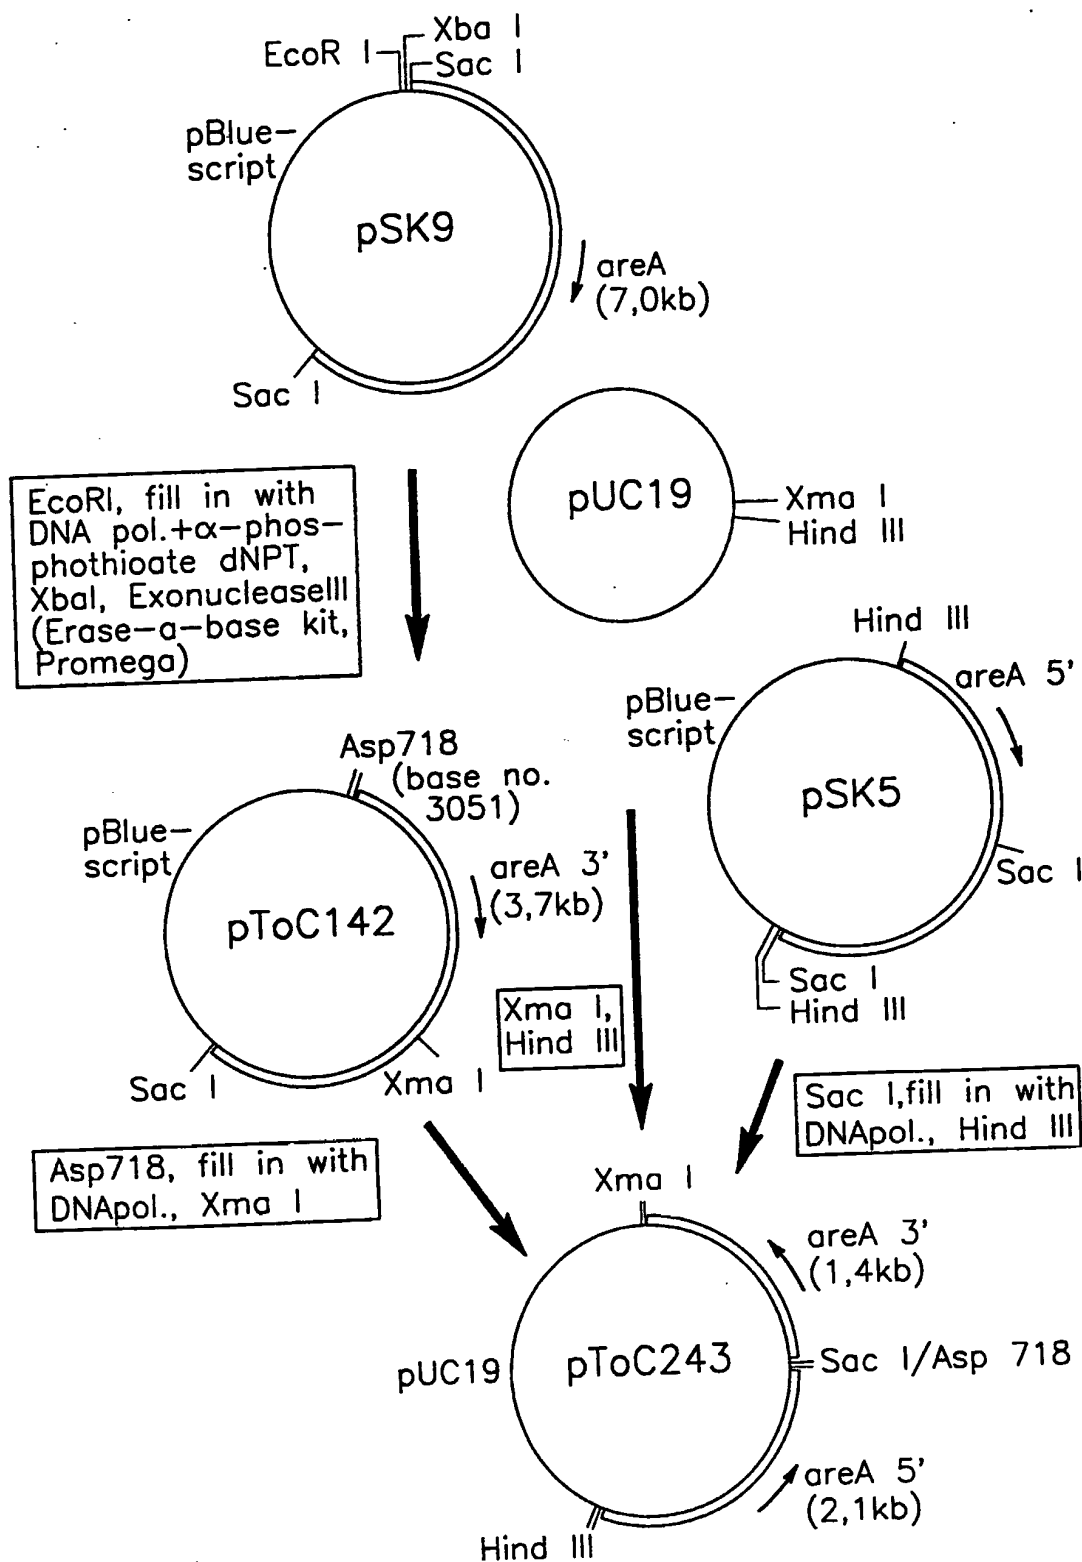 Xba I
EcoR I
Sac I
pBlue-
script
pSK9
areA
(7,0kb)
Sac I
EcoRI, fill in with
DNA pol.+α-phos-
phothioate dNPT,
XbaI, ExonucleaseIII
(Erase-a-base kit,
Promega)
pUC19
Xma I
Hind III
Hind III
areA 5'
pBlue-
script
pSK5
Sac I
Sac I
Hind III
Asp718
(base no.
3051)
pBlue-
script
areA 3'
(3,7kb)
pToC142
Sac I
Xma I
Xma I,
Hind III
Sac I,fill in with
DNApol., Hind III
Asp718, fill in with
DNApol., Xma I
Xma I
areA 3'
(1,4kb)
pUC19
pToC243
Sac I/Asp 718
areA 5'
(2,1kb)
Hind III